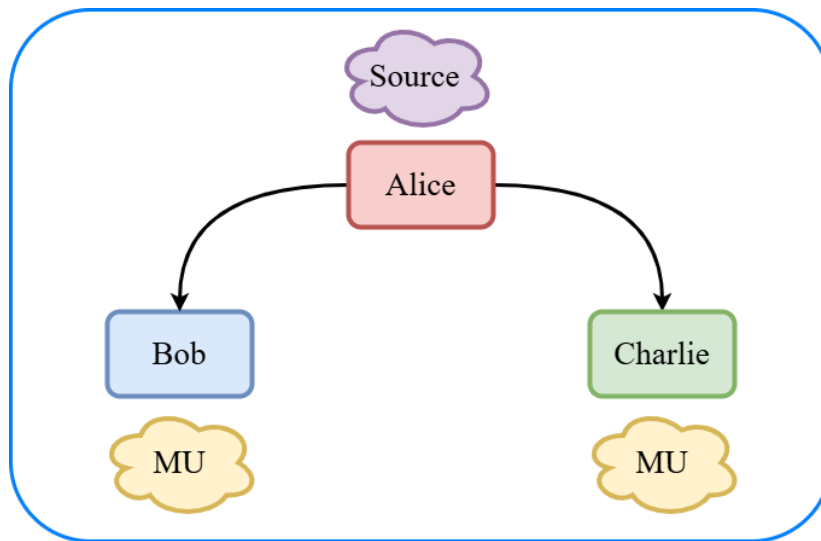 Source
Alice
Bob
Charlie
MU
MU